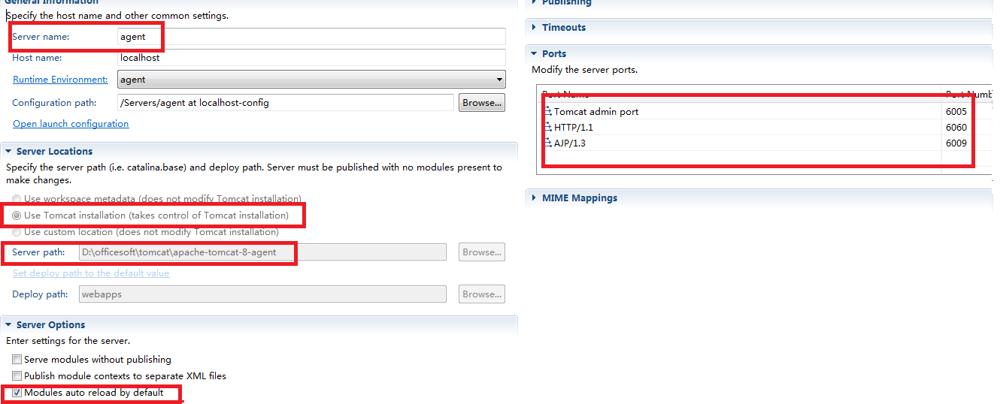 General Information
Specify the host name and other common settings.
Server name: agent
Host name: localhost
Runtime Environment: agent
Configuration path: /Servers/agent at localhost-config Browse...
Open launch configuration
Server Locations
Specify the server path (i.e. catalina.base) and deploy path. Server must be published with no modules present to
make changes.
Use workspace metadata (does not modify Tomcat installation)
Use Tomcat installation (takes control of Tomcat installation)
Use custom location (does not modify Tomcat installation)
Server path: D:\officesoft\tomcat\apache-tomcat-8-agent Browse...
Set deploy path to the default value
Deploy path: webapps Browse...
Server Options
Enter settings for the server.
Serve modules without publishing
Publish module contexts to separate XML files
Modules auto reload by default
Publishing
Timeouts
Ports
Modify the server ports.
Port Name Port Numb
Tomcat admin port 6005
HTTP/1.1 6060
AJP/1.3 6009
MIME Mappings